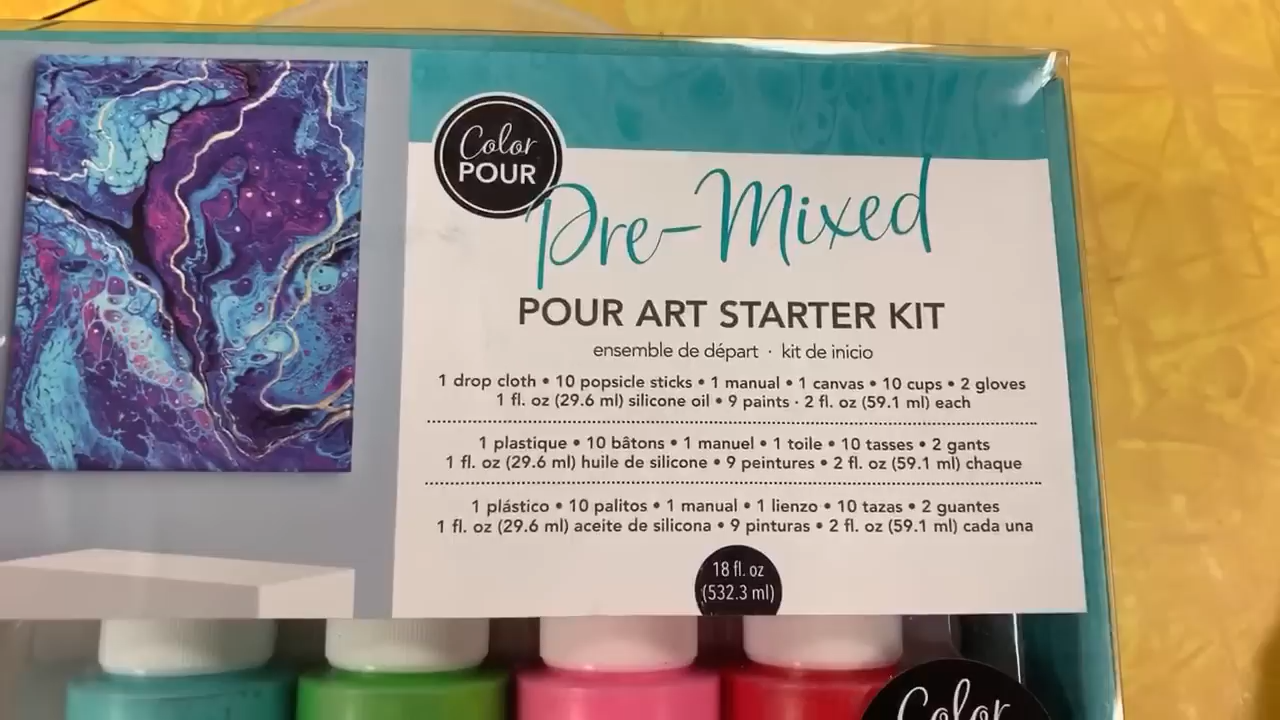 Color
POUR
Pre-Mixed
POUR ART STARTER KIT
ensemble de départ · kit de inicio
1 drop cloth • 10 popsicle sticks • 1 manual • 1 canvas • 10 cups • 2 gloves
1 fl. oz (29.6 ml) silicone oil • 9 paints · 2 fl. oz (59.1 ml) each
1 plastique • 10 bâtons • 1 manuel • 1 toile • 10 tasses • 2 gants
1 fl. oz (29.6 ml) huile de silicone • 9 peintures • 2 fl. oz (59.1 ml) chaque
1 plástico • 10 palitos • 1 manual • 1 lienzo • 10 tazas • 2 guantes
1 fl. oz (29.6 ml) aceite de silicona • 9 pinturas • 2 fl. oz (59.1 ml) cada una
18 fl. oz
(532.3 ml)
Color